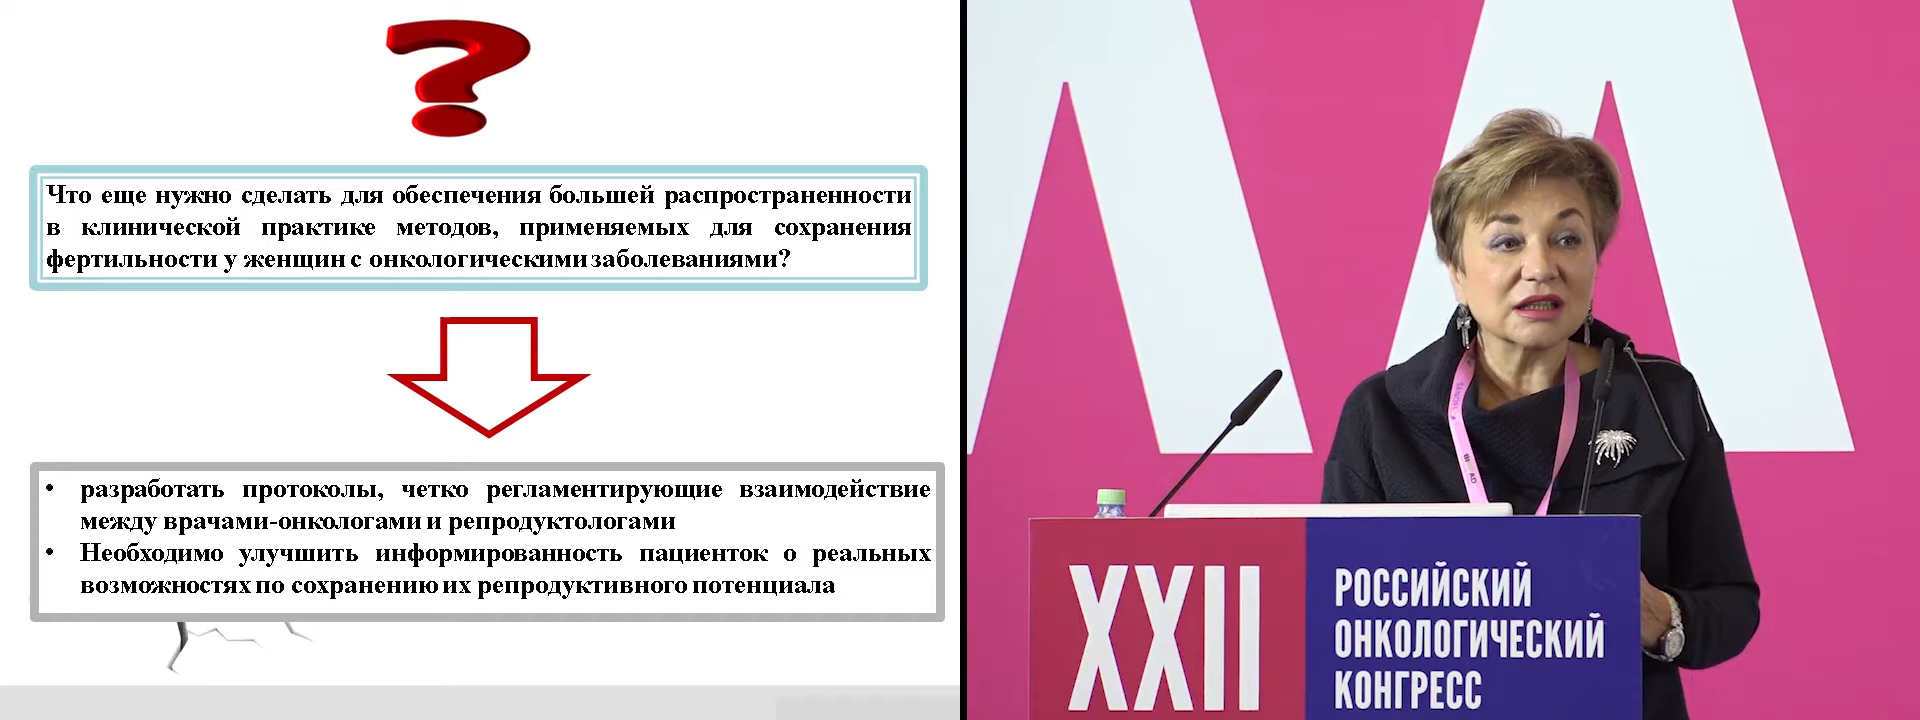 Что еще нужно сделать для обеспечения большей распространенности
в клинической практике методов, применяемых для сохранения
фертильности у женщин с онкологическими заболеваниями?
• разработать протоколы, четко регламентирующие взаимодействие
между врачами-онкологами и репродуктологами
• Необходимо улучшить информированность пациенток о реальных
возможностях по сохранению их репродуктивного потенциала
XXII
РОССИЙСКИЙ
ОНКОЛОГИЧЕСКИЙ
КОНГРЕСС